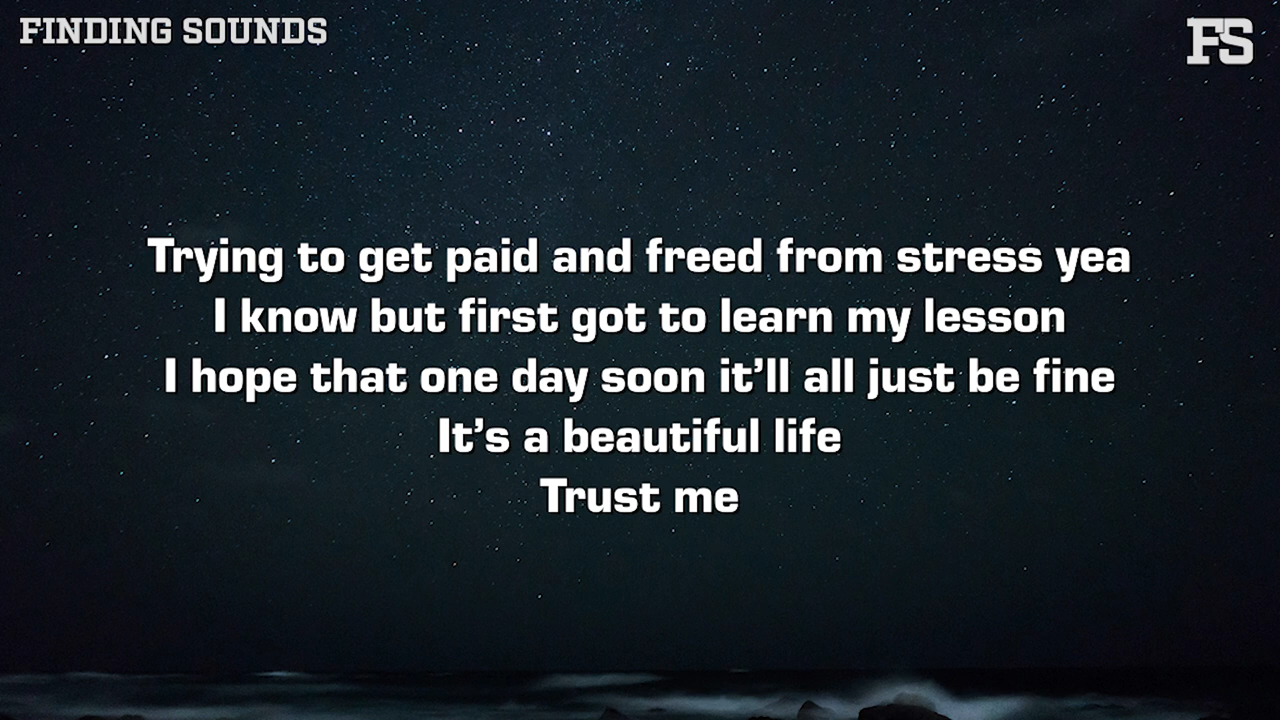 FINDING SOUNDS
FS
Trying to get paid and freed from stress yea
I know but first got to learn my lesson
I hope that one day soon it’ll all just be fine
It’s a beautiful life
Trust me